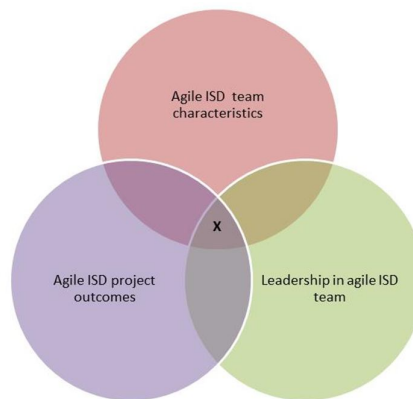 Agile ISD team
characteristics
X
Agile ISD project
outcomes
Leadership in agile ISD
team